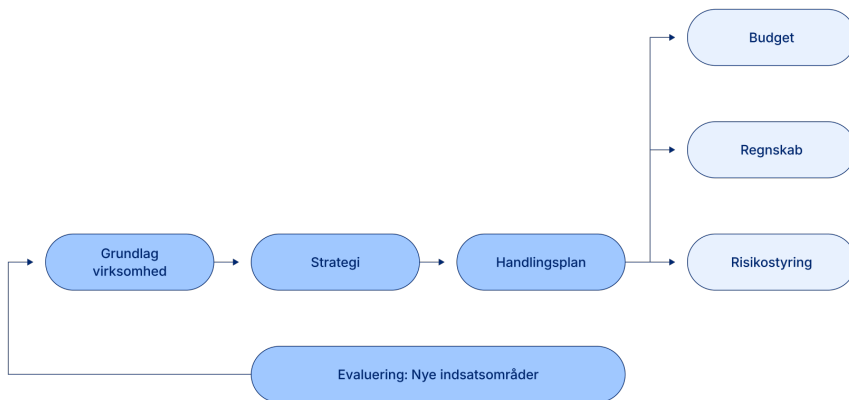 Budget
Regnskab
Grundlag
virksomhed
Strategi
Handlingsplan
Risikostyring
Evaluering: Nye indsatsområder